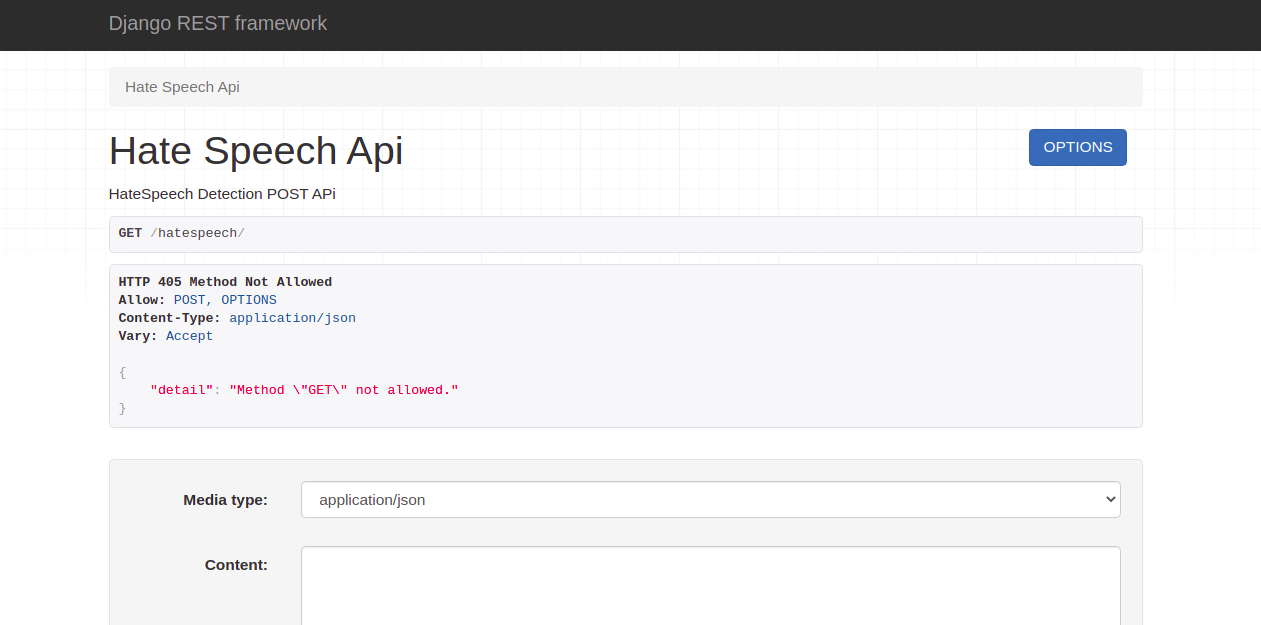 Django REST framework
Hate Speech Api
Hate Speech Api
OPTIONS
HateSpeech Detection POST APi
GET /hatespeech/
HTTP 405 Method Not Allowed
Allow: POST, OPTIONS
Content-Type: application/json
Vary: Accept
{
    "detail": "Method \"GET\" not allowed."
}
Media type: application/json
Content: